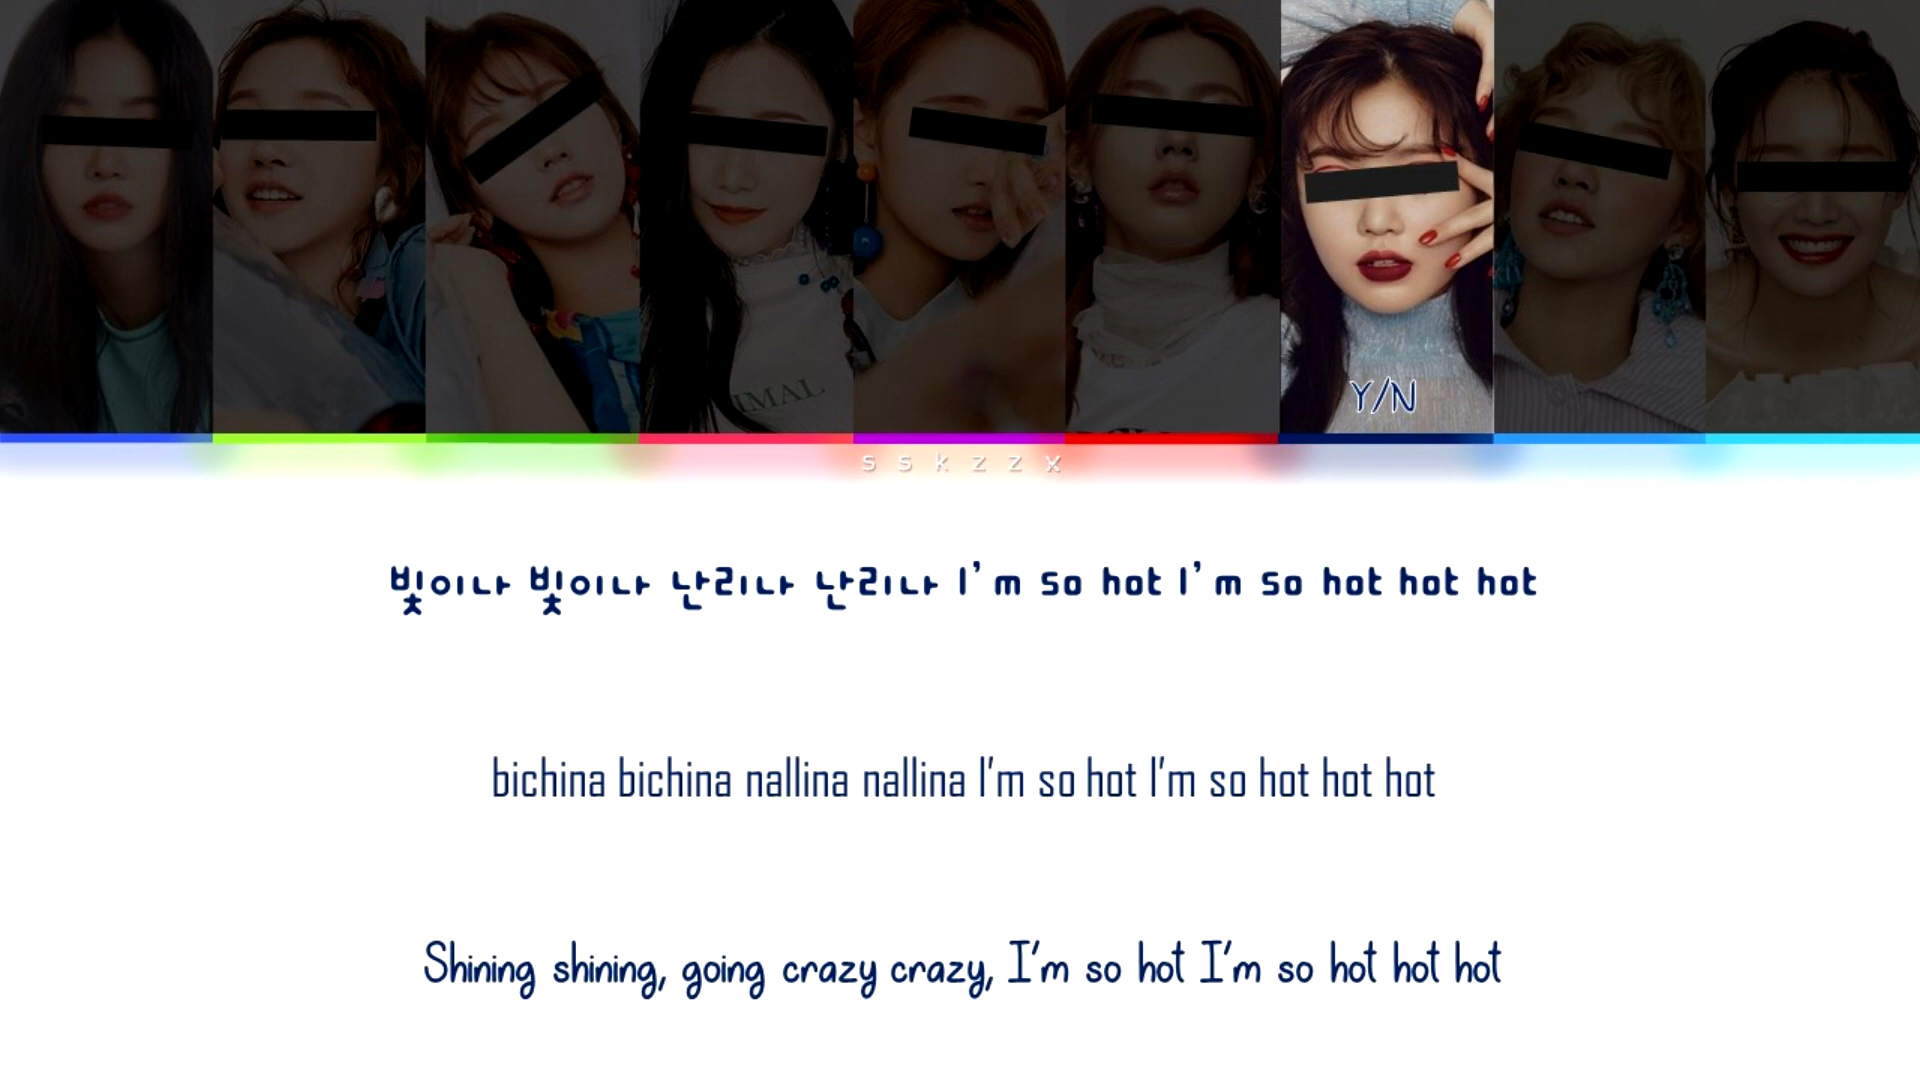 IMAL
Y/N
sskzzx
빛이나 빛이나 난리나 난리나 I'm so hot I'm so hot hot hot
bichina bichina nallina nallina I'm so hot I'm so hot hot hot
Shining shining, going crazy crazy, I'm so hot I'm so hot hot hot